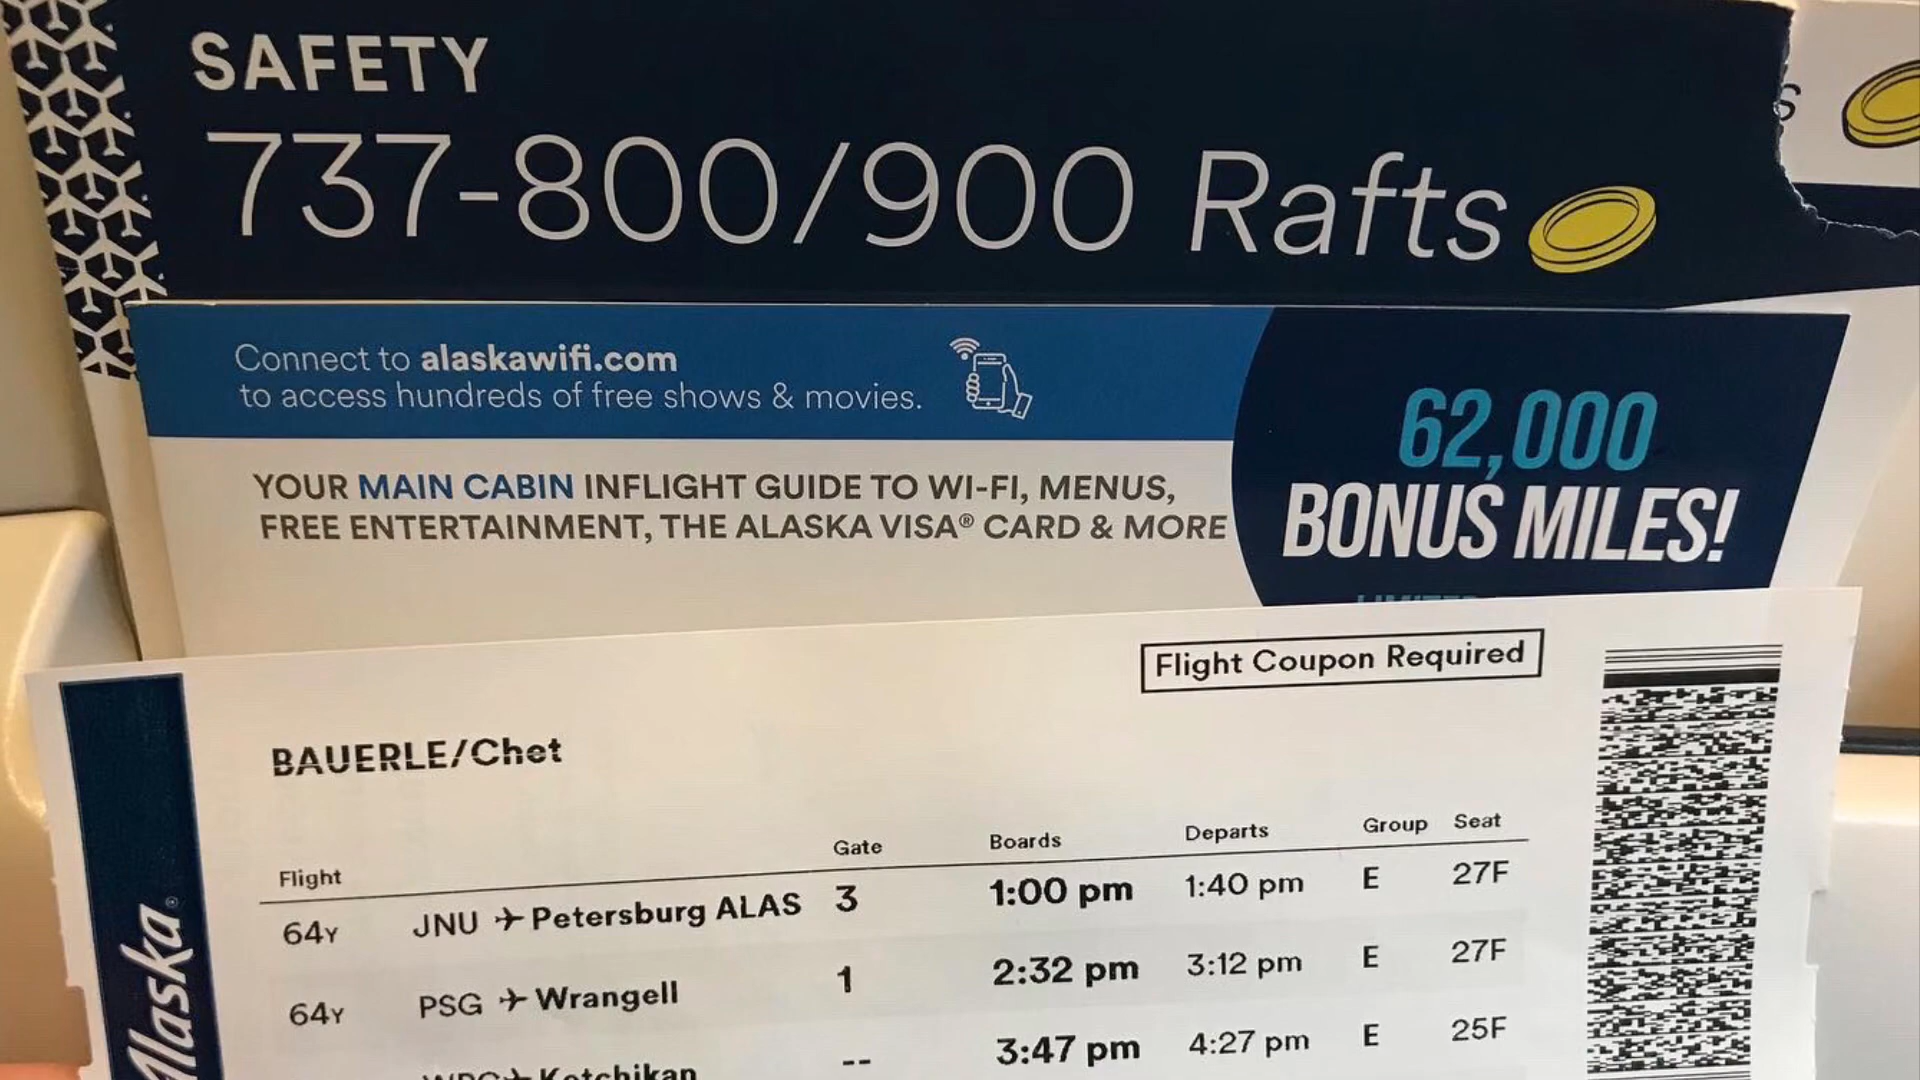 SAFETY
737-800/900 Rafts
s
Connect to alaskawifi.com
to access hundreds of free shows & movies.
62,000
BONUS MILES!
YOUR MAIN CABIN INFLIGHT GUIDE TO WI-FI, MENUS,
FREE ENTERTAINMENT, THE ALASKA VISA® CARD & MORE
Flight Coupon Required
BAUERLE/Chet
Flight Gate Boards Departs Group Seat
64Y JNU Petersburg ALAS 3 1:00 pm 1:40 pm E 27F
64Y PSG Wrangell 1 2:32 pm 3:12 pm E 27F
Ketchikan -- 3:47 pm 4:27 pm E 25F
Alaska®